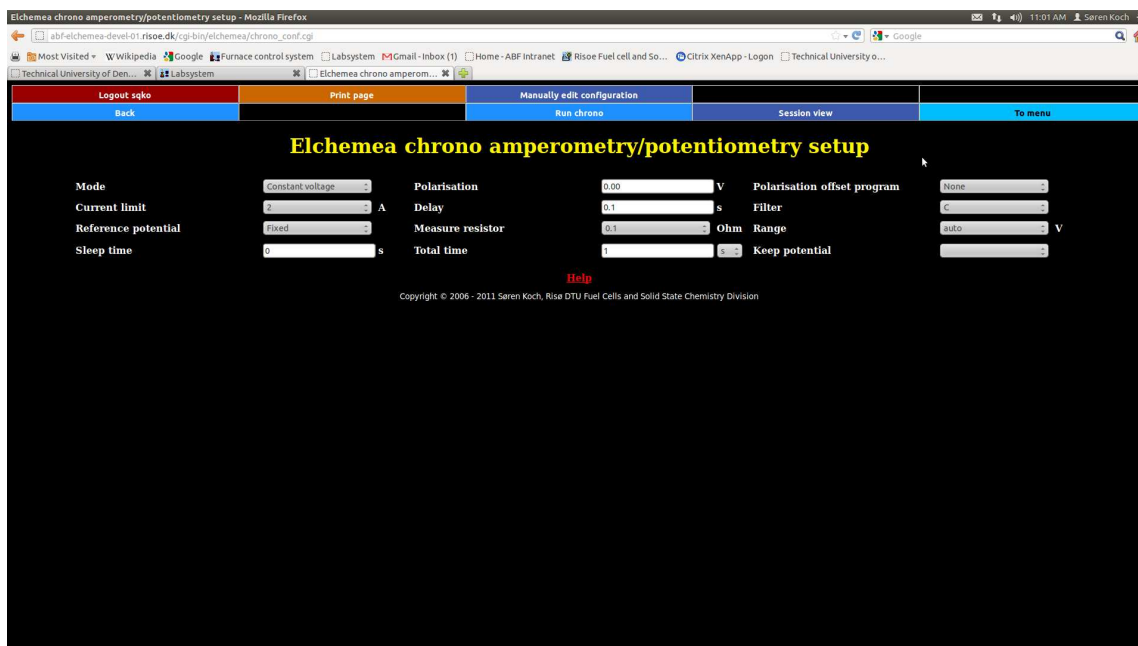 Elchemea chrono amperometry/potentiometry setup - Mozilla Firefox 11:01 AM Søren Koch
abf-elchemea-devel-01.risoe.dk/cgi-bin/elchemea/chrono_conf.cgi Google
Most Visited Wikipedia Google Furnace control system Labsystem Gmail - Inbox (1) Home - ABF Intranet Risoe Fuel cell and So... Citrix XenApp - Logon Technical University o...
Technical University of Den... Labsystem Elchemea chrono amperom...
Logout sqko Print page Manually edit configuration
Back Run chrono Session view To menu
Elchemea chrono amperometry/potentiometry setup
Mode Constant voltage Polarisation 0.00 V Polarisation offset program None
Current limit 2 A Delay 0.1 s Filter C
Reference potential Fixed Measure resistor 0.1 Ohm Range auto V
Sleep time 0 s Total time 1 s Keep potential
Help
Copyright © 2006 - 2011 Søren Koch, Risø DTU Fuel Cells and Solid State Chemistry Division